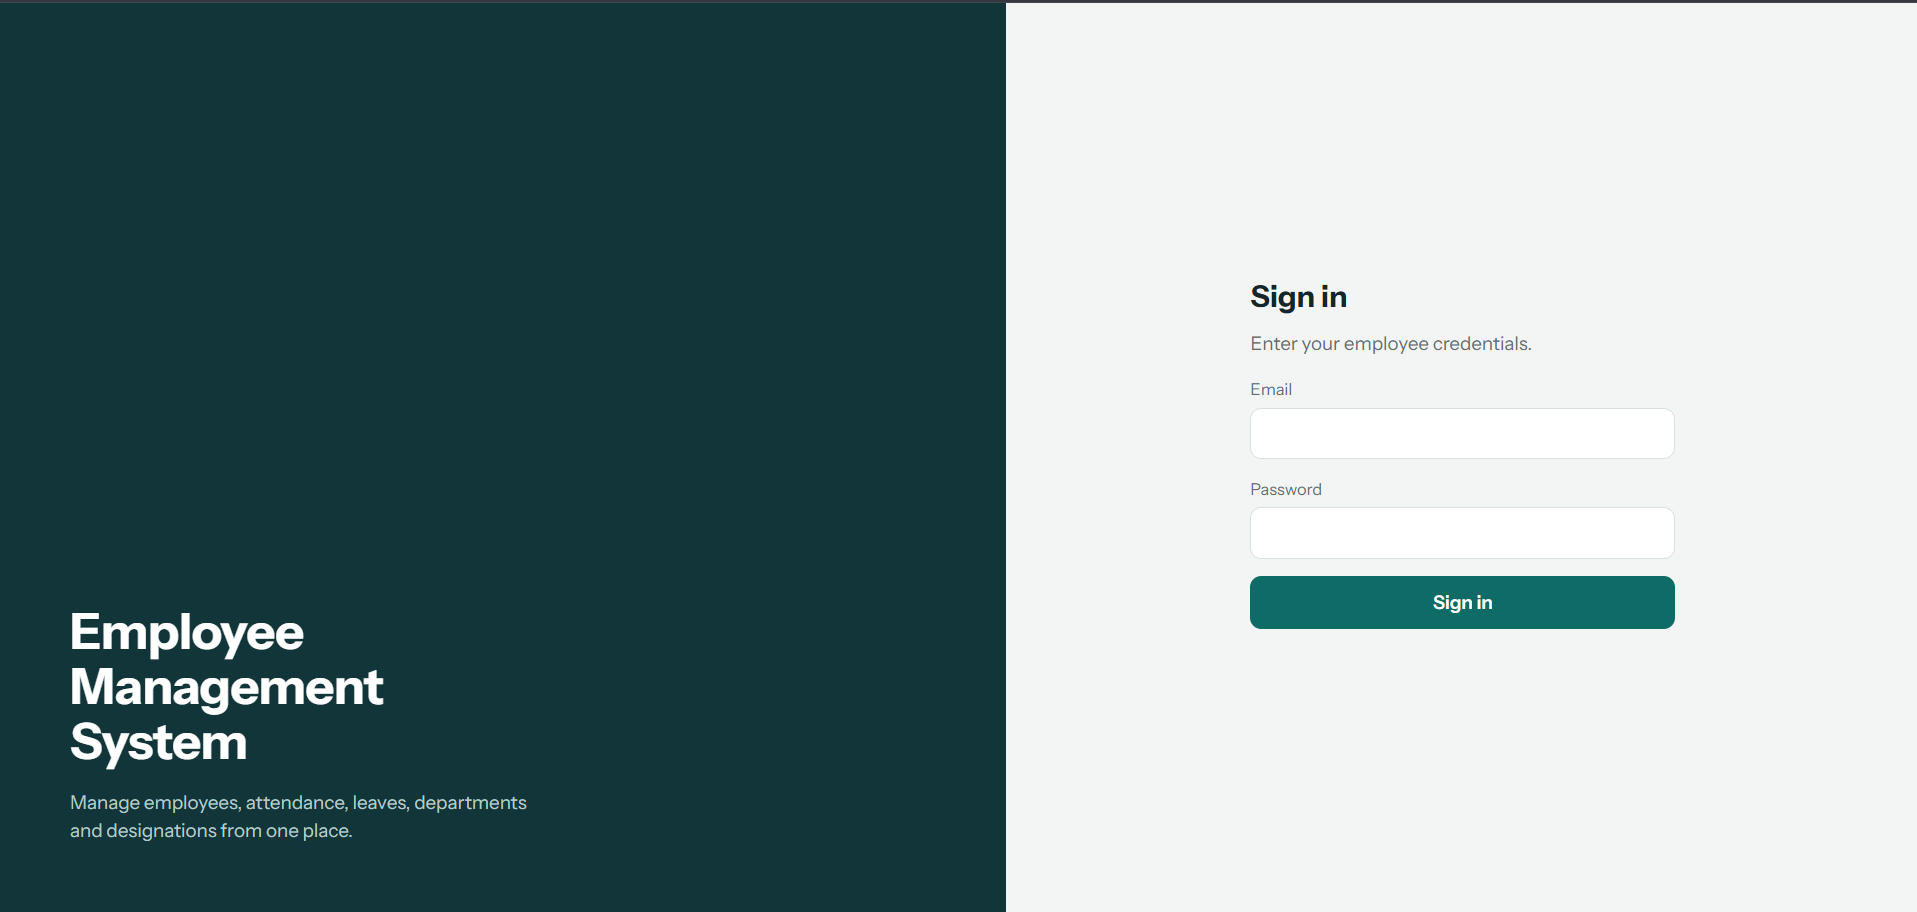 Employee
Management
System
Manage employees, attendance, leaves, departments
and designations from one place.
Sign in
Enter your employee credentials.
Email
Password
Sign in